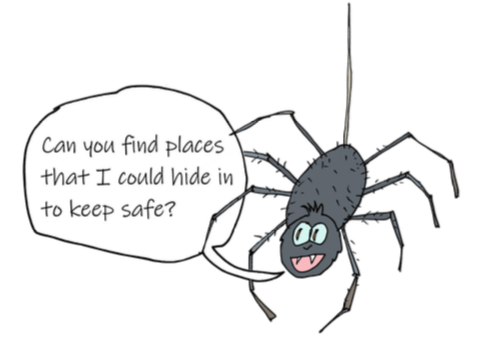 Can you find places
that I could hide in
to keep safe?